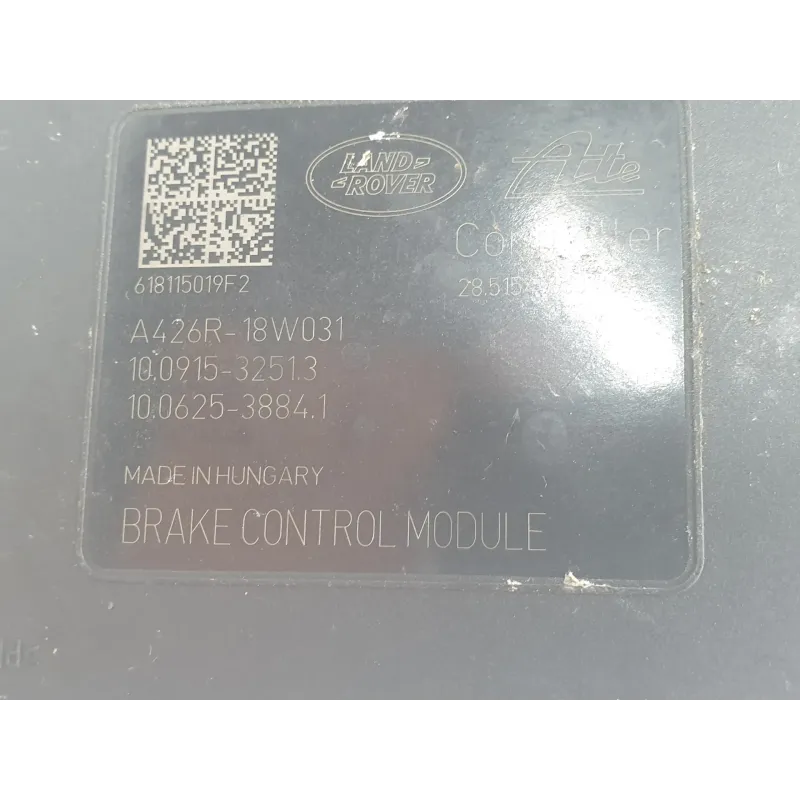 LAND-
-ROVER
Ate
618115019F2
A426R-18W031
10.0915-3251.3
10.0625-3884.1
MADE IN HUNGARY
BRAKE CONTROL MODULE